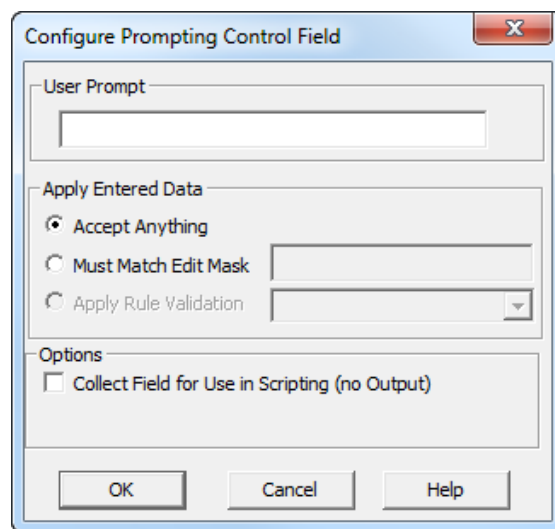 Configure Prompting Control Field
User Prompt
Apply Entered Data
Accept Anything
Must Match Edit Mask
Apply Rule Validation
Options
Collect Field for Use in Scripting (no Output)
OK Cancel Help